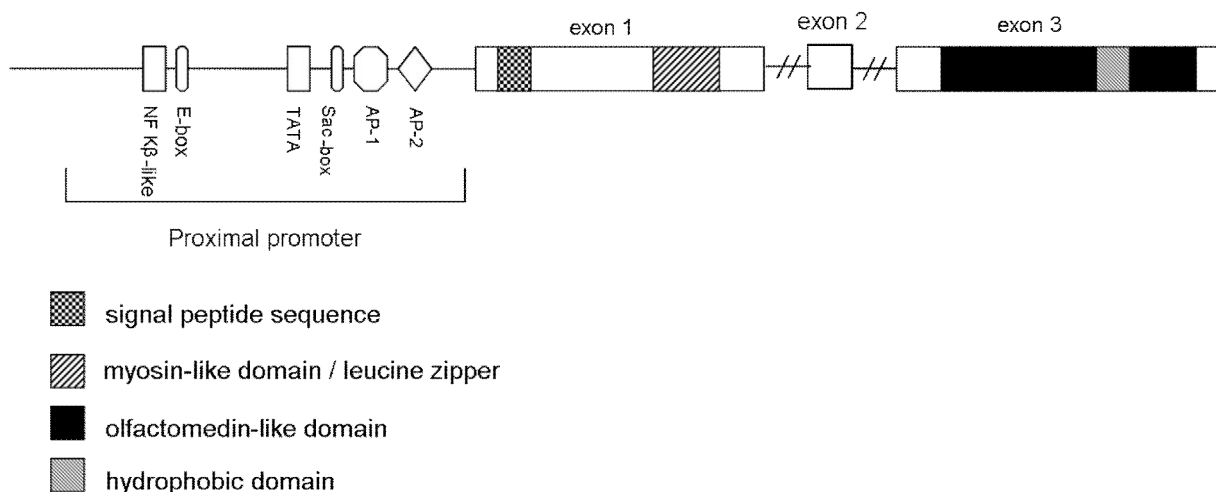 exon 1
exon 2
exon 3
NF Kβ-like
E-box
TATA
Sac-box
AP-1
AP-2
Proximal promoter
signal peptide sequence
myosin-like domain / leucine zipper
olfactomedin-like domain
hydrophobic domain